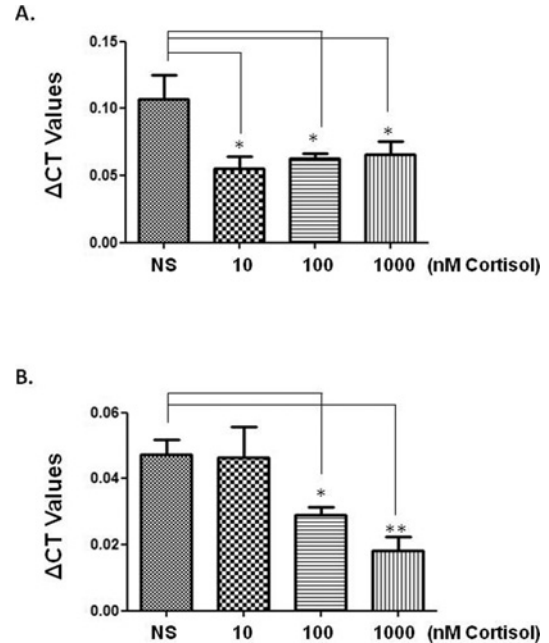 A.
ΔCT Values
0.15
0.10
0.05
0.00
*
*
*
NS 10 100 1000 (nM Cortisol)
B.
ΔCT Values
0.06
0.04
0.02
0.00
*
**
NS 10 100 1000 (nM Cortisol)